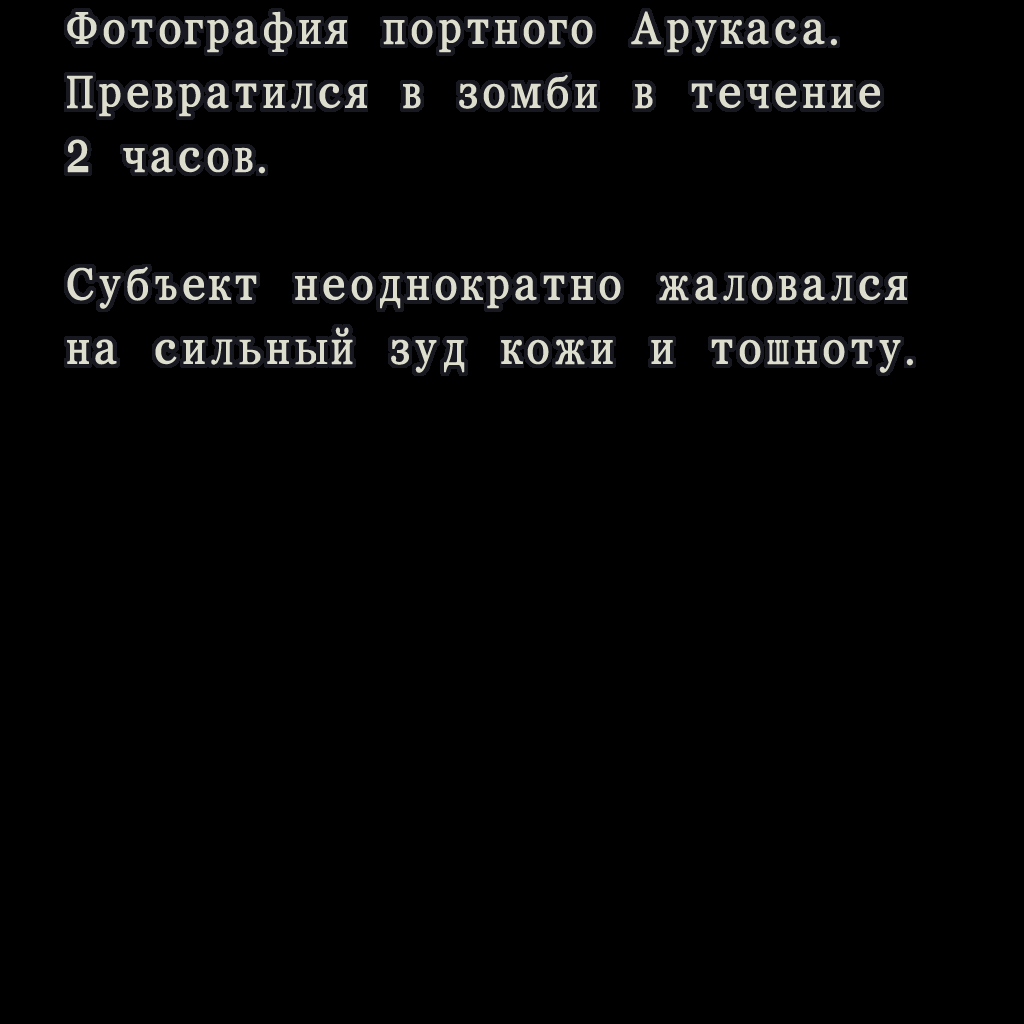 Фотография портного Арукаса.
Превратился в зомби в течение
2 часов.
Субъект неоднократно жаловался
на сильный зуд кожи и тошноту.